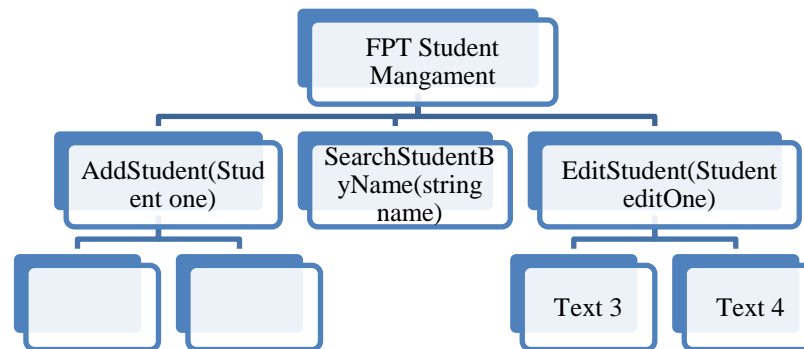 FPT Student
Mangament
AddStudent(Stud
ent one)
SearchStudentB
yName(string
name)
EditStudent(Student
editOne)
Text 3
Text 4